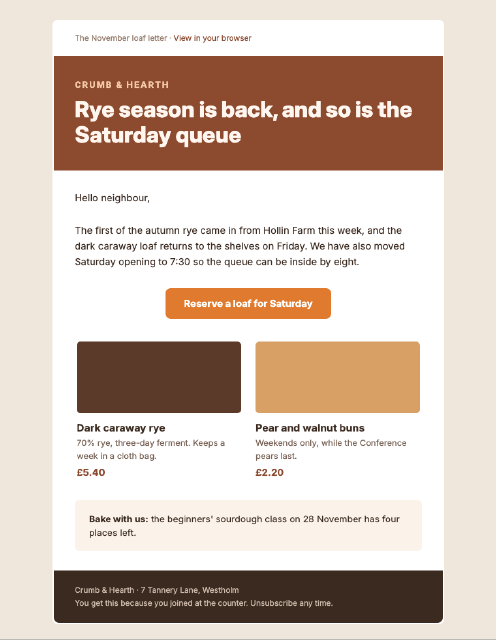 The November loaf letter · View in your browser
CRUMB & HEARTH
Rye season is back, and so is the
Saturday queue
Hello neighbour,
The first of the autumn rye came in from Hollin Farm this week, and the
dark caraway loaf returns to the shelves on Friday. We have also moved
Saturday opening to 7:30 so the queue can be inside by eight.
Reserve a loaf for Saturday
Dark caraway rye
70% rye, three-day ferment. Keeps a
week in a cloth bag.
£5.40
Pear and walnut buns
Weekends only, while the Conference
pears last.
£2.20
Bake with us: the beginners' sourdough class on 28 November has four
places left.
Crumb & Hearth · 7 Tannery Lane, Westholm
You get this because you joined at the counter. Unsubscribe any time.